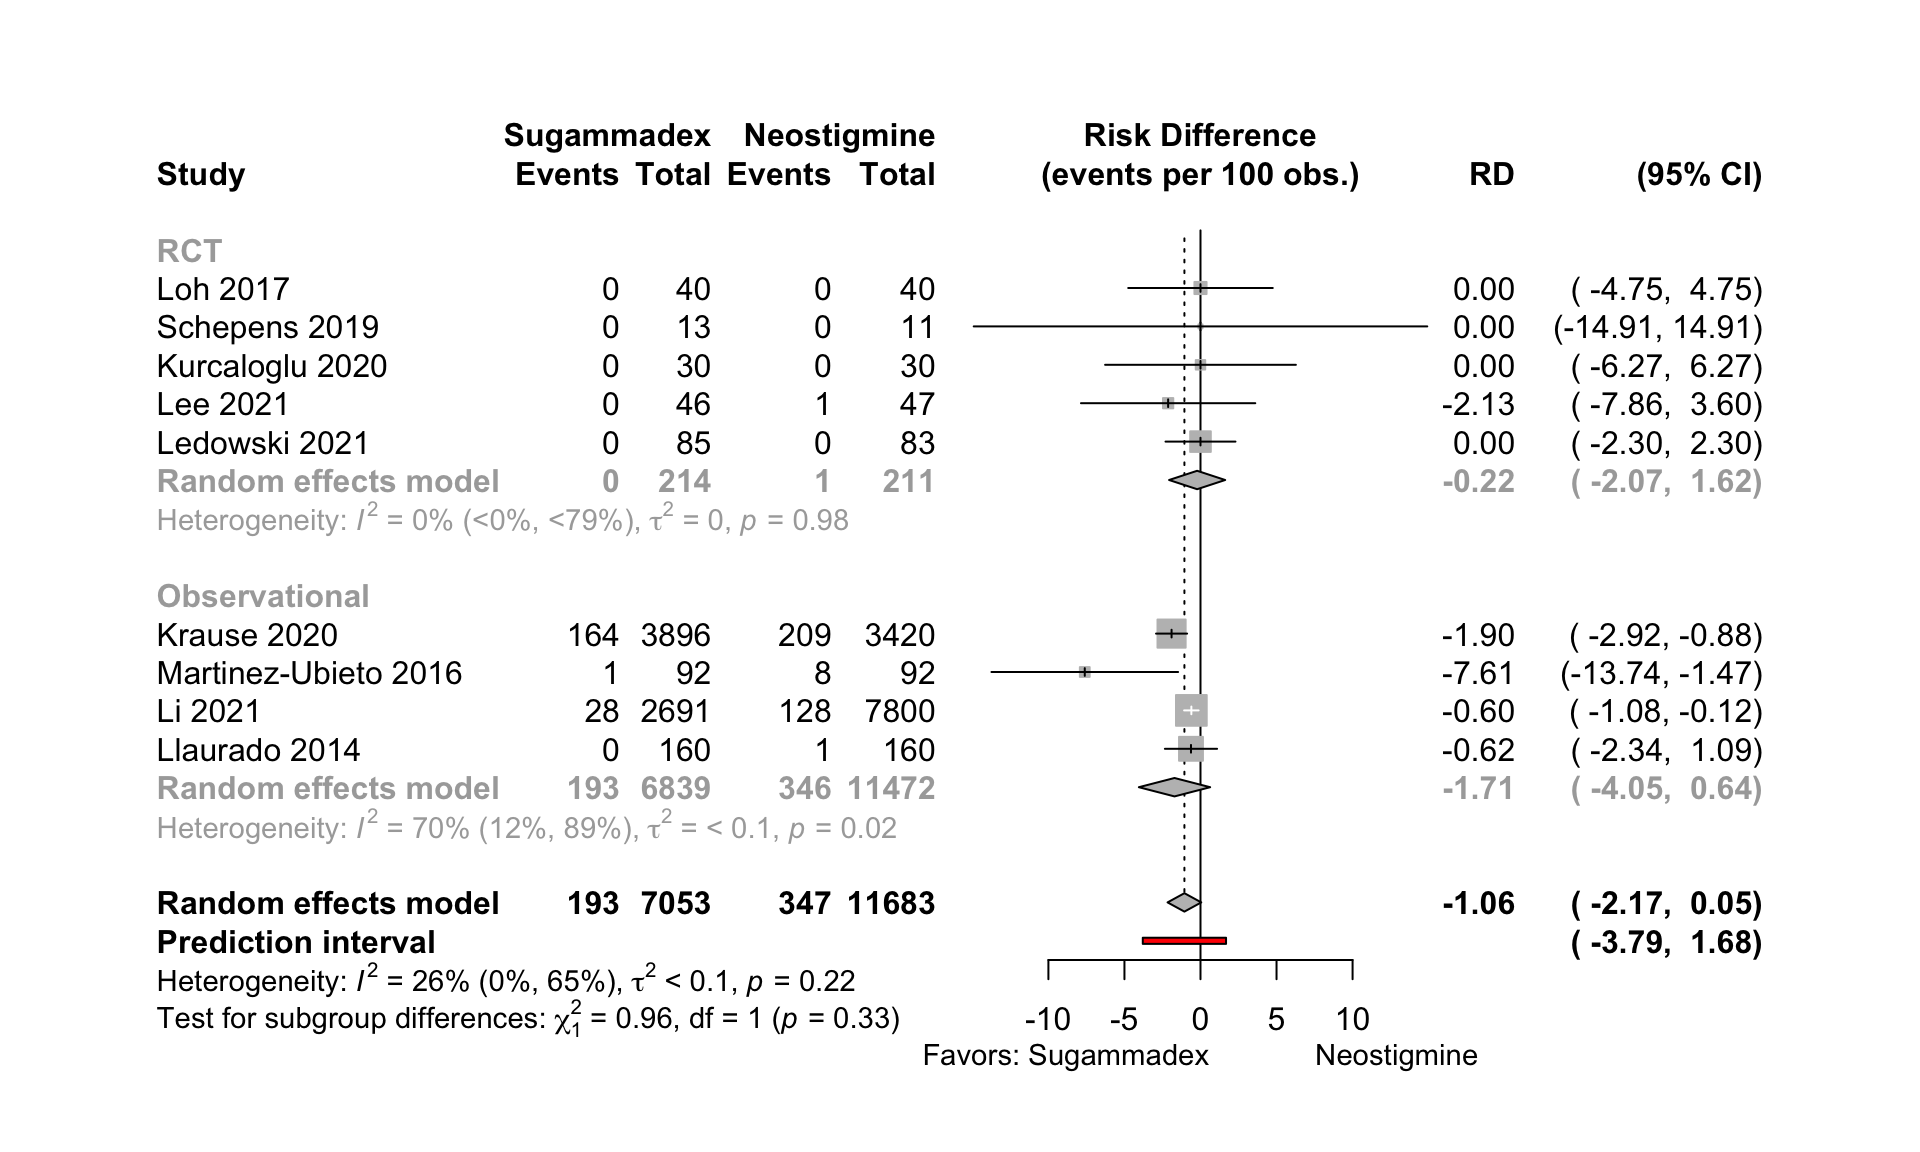 Sugammadex Neostigmine Risk Difference
Study Events Total Events Total (events per 100 obs.) RD (95% CI)
RCT
Loh 2017 0 40 0 40 0.00 ( -4.75, 4.75)
Schepens 2019 0 13 0 11 0.00 (-14.91, 14.91)
Kurcaloglu 2020 0 30 0 30 0.00 ( -6.27, 6.27)
Lee 2021 0 46 1 47 -2.13 ( -7.86, 3.60)
Ledowski 2021 0 85 0 83 0.00 ( -2.30, 2.30)
Random effects model 0 214 1 211 -0.22 ( -2.07, 1.62)
Heterogeneity: I² = 0% (<0%, <79%), τ² = 0, p = 0.98
Observational
Krause 2020 164 3896 209 3420 -1.90 ( -2.92, -0.88)
Martinez-Ubieto 2016 1 92 8 92 -7.61 (-13.74, -1.47)
Li 2021 28 2691 128 7800 -0.60 ( -1.08, -0.12)
Llaurado 2014 0 160 1 160 -0.62 ( -2.34, 1.09)
Random effects model 193 6839 346 11472 -1.71 ( -4.05, 0.64)
Heterogeneity: I² = 70% (12%, 89%), τ² = < 0.1, p = 0.02
Random effects model 193 7053 347 11683 -1.06 ( -2.17, 0.05)
Prediction interval ( -3.79, 1.68)
Heterogeneity: I² = 26% (0%, 65%), τ² < 0.1, p = 0.22
Test for subgroup differences: χ²₁ = 0.96, df = 1 (p = 0.33)
-10 -5 0 5 10
Favors: Sugammadex Neostigmine